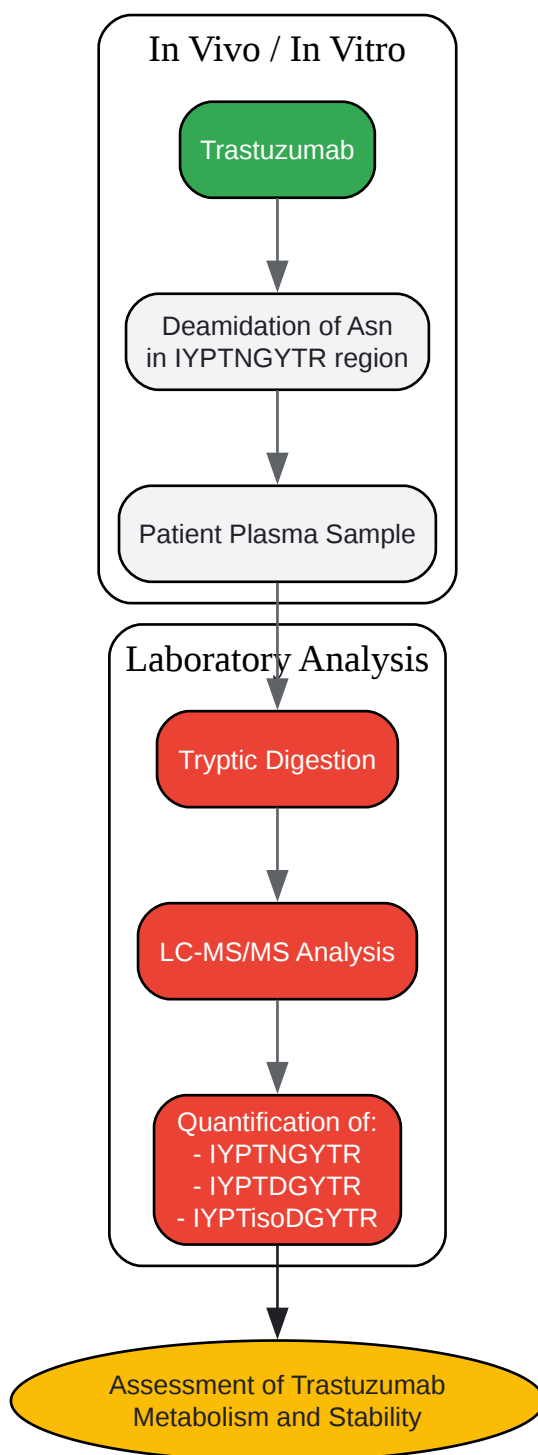 In Vivo / In Vitro
Trastuzumab
Deamidation of Asn
in IYPTNGYTR region
Patient Plasma Sample
Laboratory Analysis
Tryptic Digestion
LC-MS/MS Analysis
Quantification of:
- IYPTNGYTR
- IYPTDGYTR
- IYPTisoDGYTR
Assessment of Trastuzumab
Metabolism and Stability